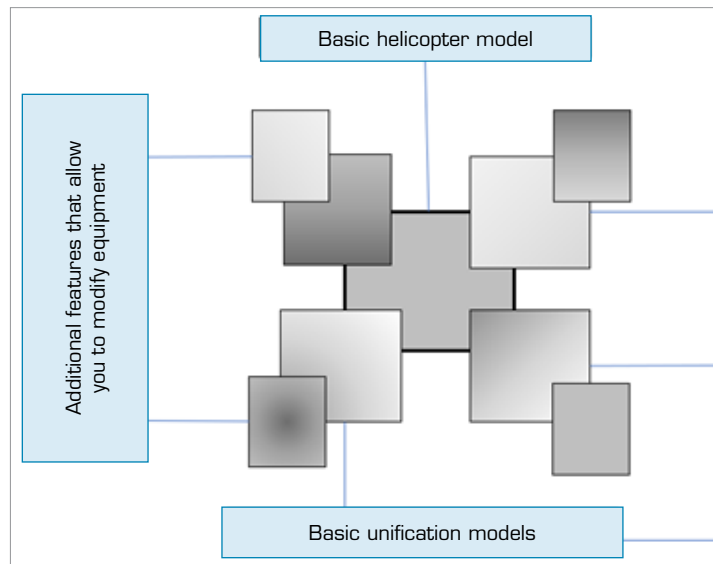 Basic helicopter model
Additional features that allow
you to modify equipment
Basic unification models